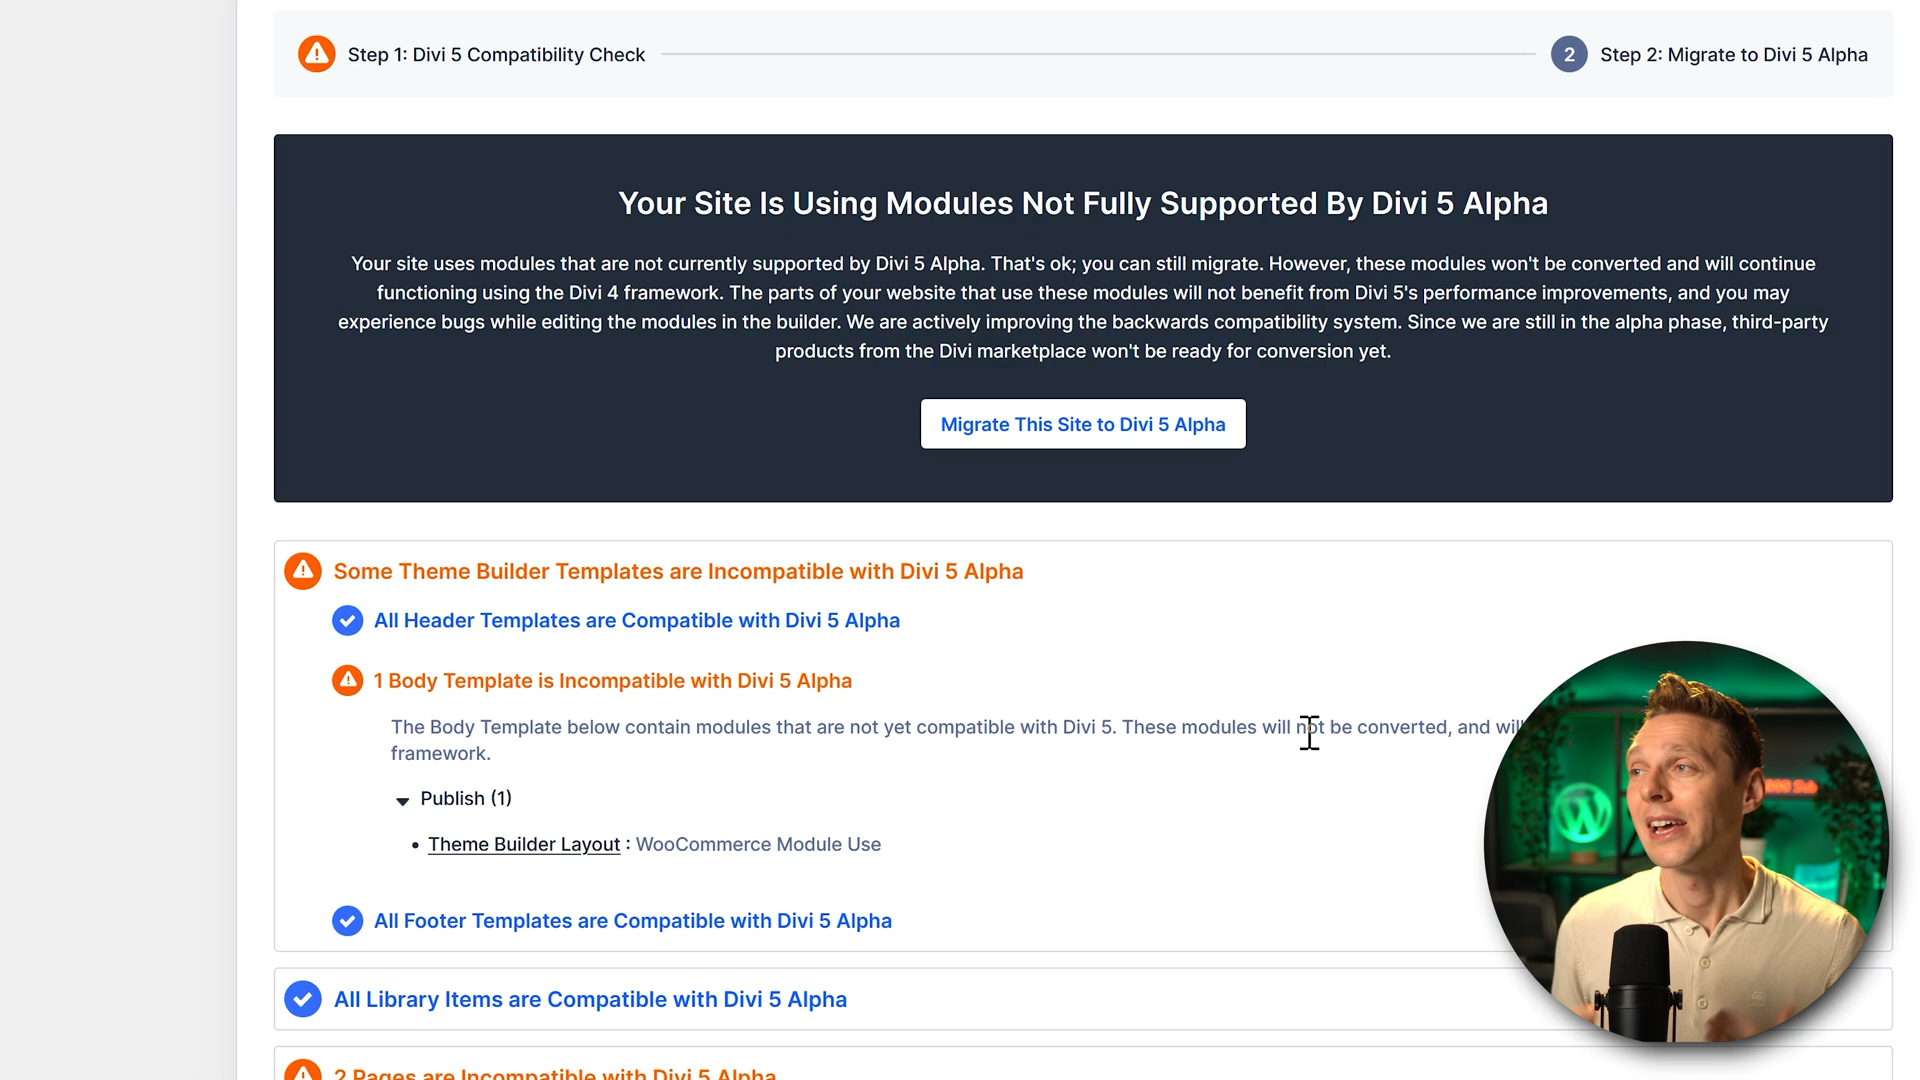 Step 1: Divi 5 Compatibility Check
2 Step 2: Migrate to Divi 5 Alpha
Your Site Is Using Modules Not Fully Supported By Divi 5 Alpha
Your site uses modules that are not currently supported by Divi 5 Alpha. That's ok; you can still migrate. However, these modules won't be converted and will continue
functioning using the Divi 4 framework. The parts of your website that use these modules will not benefit from Divi 5's performance improvements, and you may
experience bugs while editing the modules in the builder. We are actively improving the backwards compatibility system. Since we are still in the alpha phase, third-party
products from the Divi marketplace won't be ready for conversion yet.
Migrate This Site to Divi 5 Alpha
Some Theme Builder Templates are Incompatible with Divi 5 Alpha
All Header Templates are Compatible with Divi 5 Alpha
1 Body Template is Incompatible with Divi 5 Alpha
The Body Template below contain modules that are not yet compatible with Divi 5. These modules will not be converted, and will
framework.
Publish (1)
• Theme Builder Layout : WooCommerce Module Use
All Footer Templates are Compatible with Divi 5 Alpha
All Library Items are Compatible with Divi 5 Alpha
2 Pages are Incompatible with Divi 5 Alpha